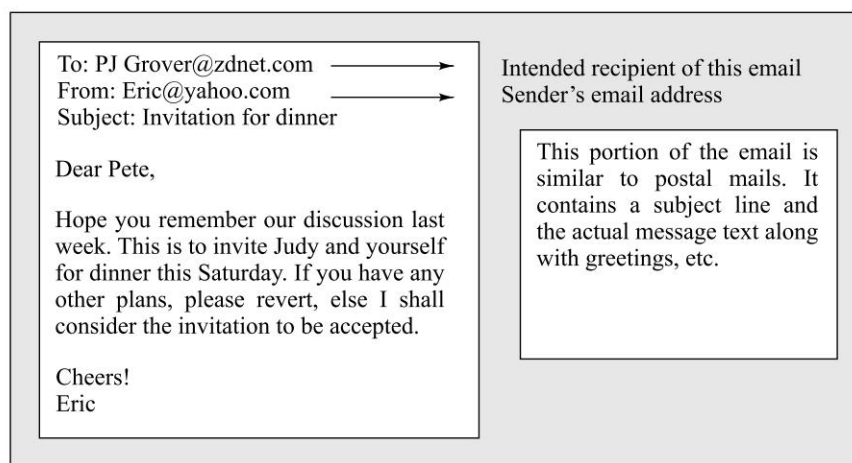 To: PJ Grover@zdnet.com
From: Eric@yahoo.com
Subject: Invitation for dinner
Dear Pete,
Hope you remember our discussion last
week. This is to invite Judy and yourself
for dinner this Saturday. If you have any
other plans, please revert, else I shall
consider the invitation to be accepted.
Cheers!
Eric
Intended recipient of this email
Sender's email address
This portion of the email is
similar to postal mails. It
contains a subject line and
the actual message text along
with greetings, etc.